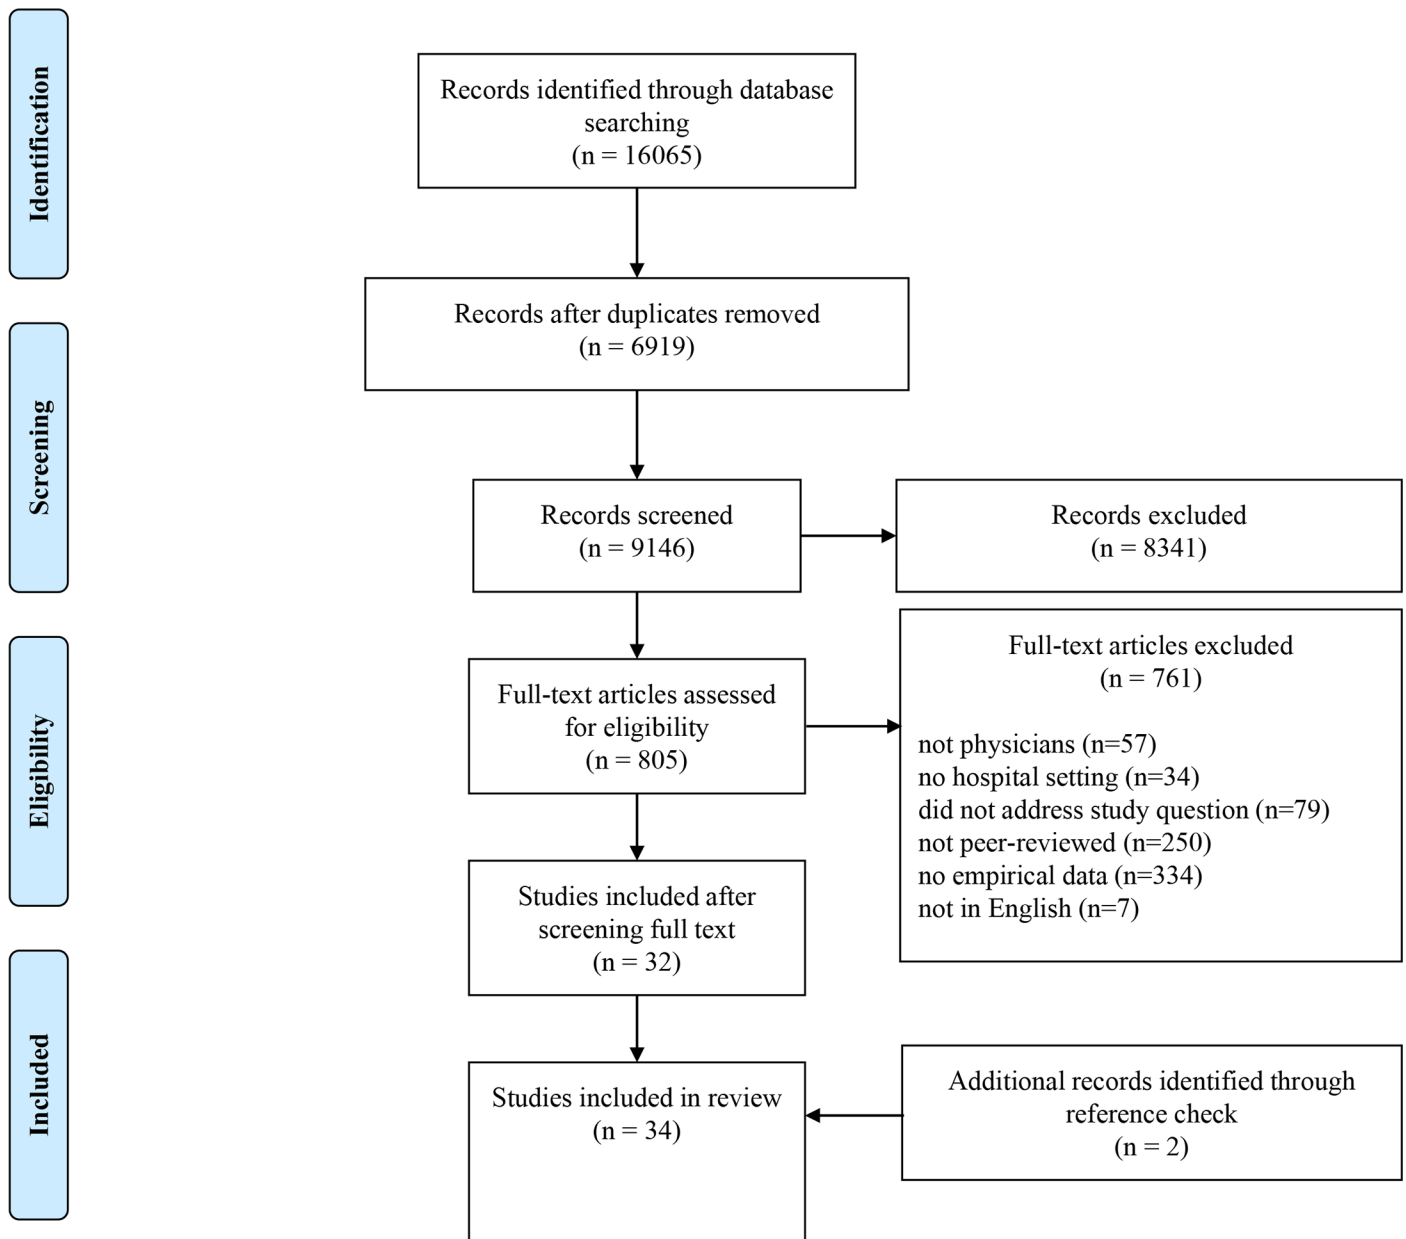 Identification
Records identified through database
searching
(n = 16065)
Records after duplicates removed
(n = 6919)
Screening
Records screened
(n = 9146)
Records excluded
(n = 8341)
Eligibility
Full-text articles assessed
for eligibility
(n = 805)
Full-text articles excluded
(n = 761)
not physicians (n=57)
no hospital setting (n=34)
did not address study question (n=79)
not peer-reviewed (n=250)
no empirical data (n=334)
not in English (n=7)
Studies included after
screening full text
(n = 32)
Included
Studies included in review
(n = 34)
Additional records identified through
reference check
(n = 2)